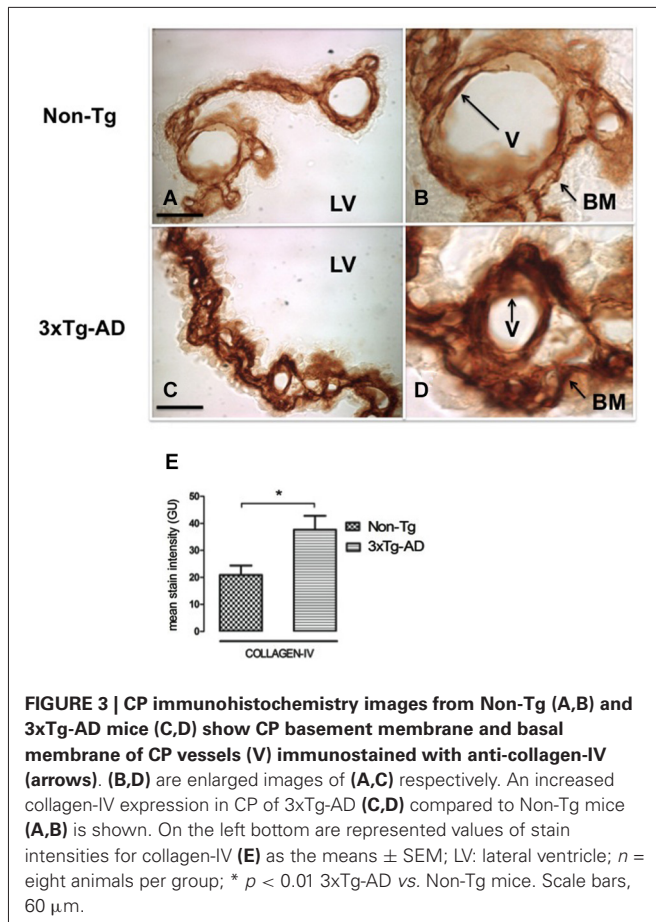 Non-Tg
A
LV
B
V
BM
3xTg-AD
C
LV
D
V
BM
E
mean stain intensity (GU)
50
40
30
20
10
0
*
Non-Tg
3xTg-AD
COLLAGEN-IV
FIGURE 3 | CP immunohistochemistry images from Non-Tg (A,B) and
3xTg-AD mice (C,D) show CP basement membrane and basal
membrane of CP vessels (V) immunostained with anti-collagen-IV
(arrows). (B,D) are enlarged images of (A,C) respectively. An increased
collagen-IV expression in CP of 3xTg-AD (C,D) compared to Non-Tg mice
(A,B) is shown. On the left bottom are represented values of stain
intensities for collagen-IV (E) as the means ± SEM; LV: lateral ventricle; n =
eight animals per group; * p < 0.01 3xTg-AD vs. Non-Tg mice. Scale bars,
60 μm.